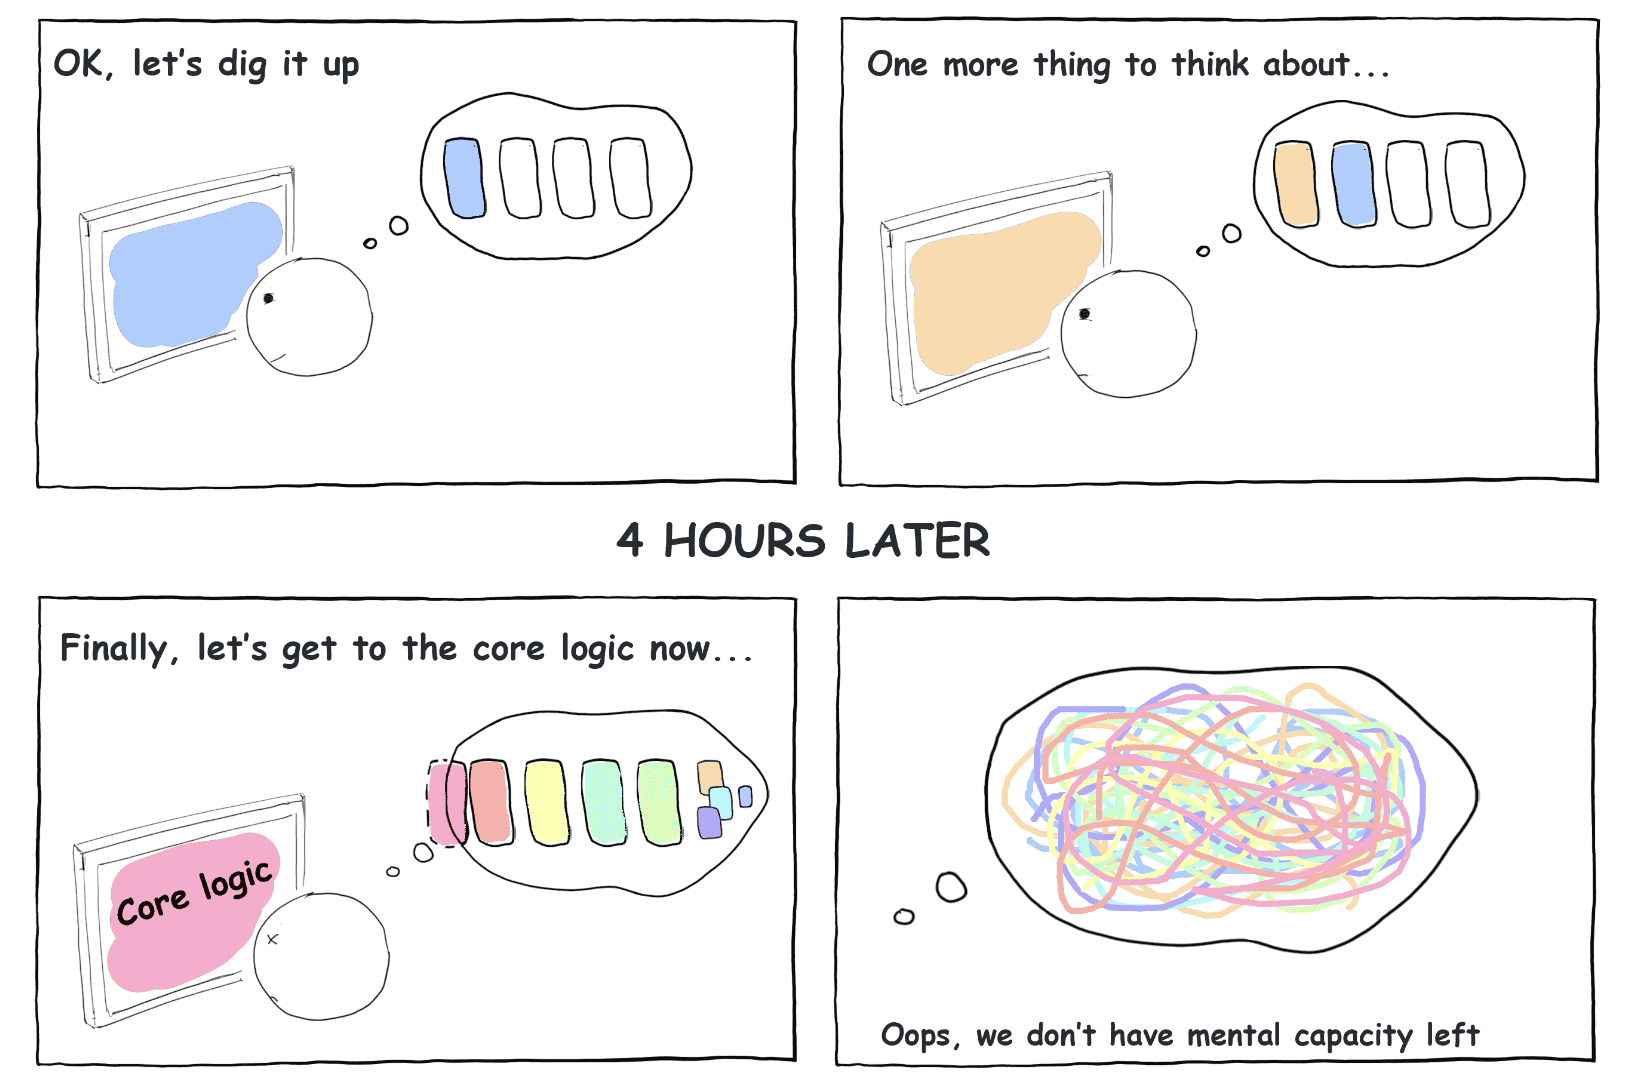 OK, let's dig it up
One more thing to think about...
4 HOURS LATER
Finally, let's get to the core logic now...
Core logic
Oops, we don't have mental capacity left